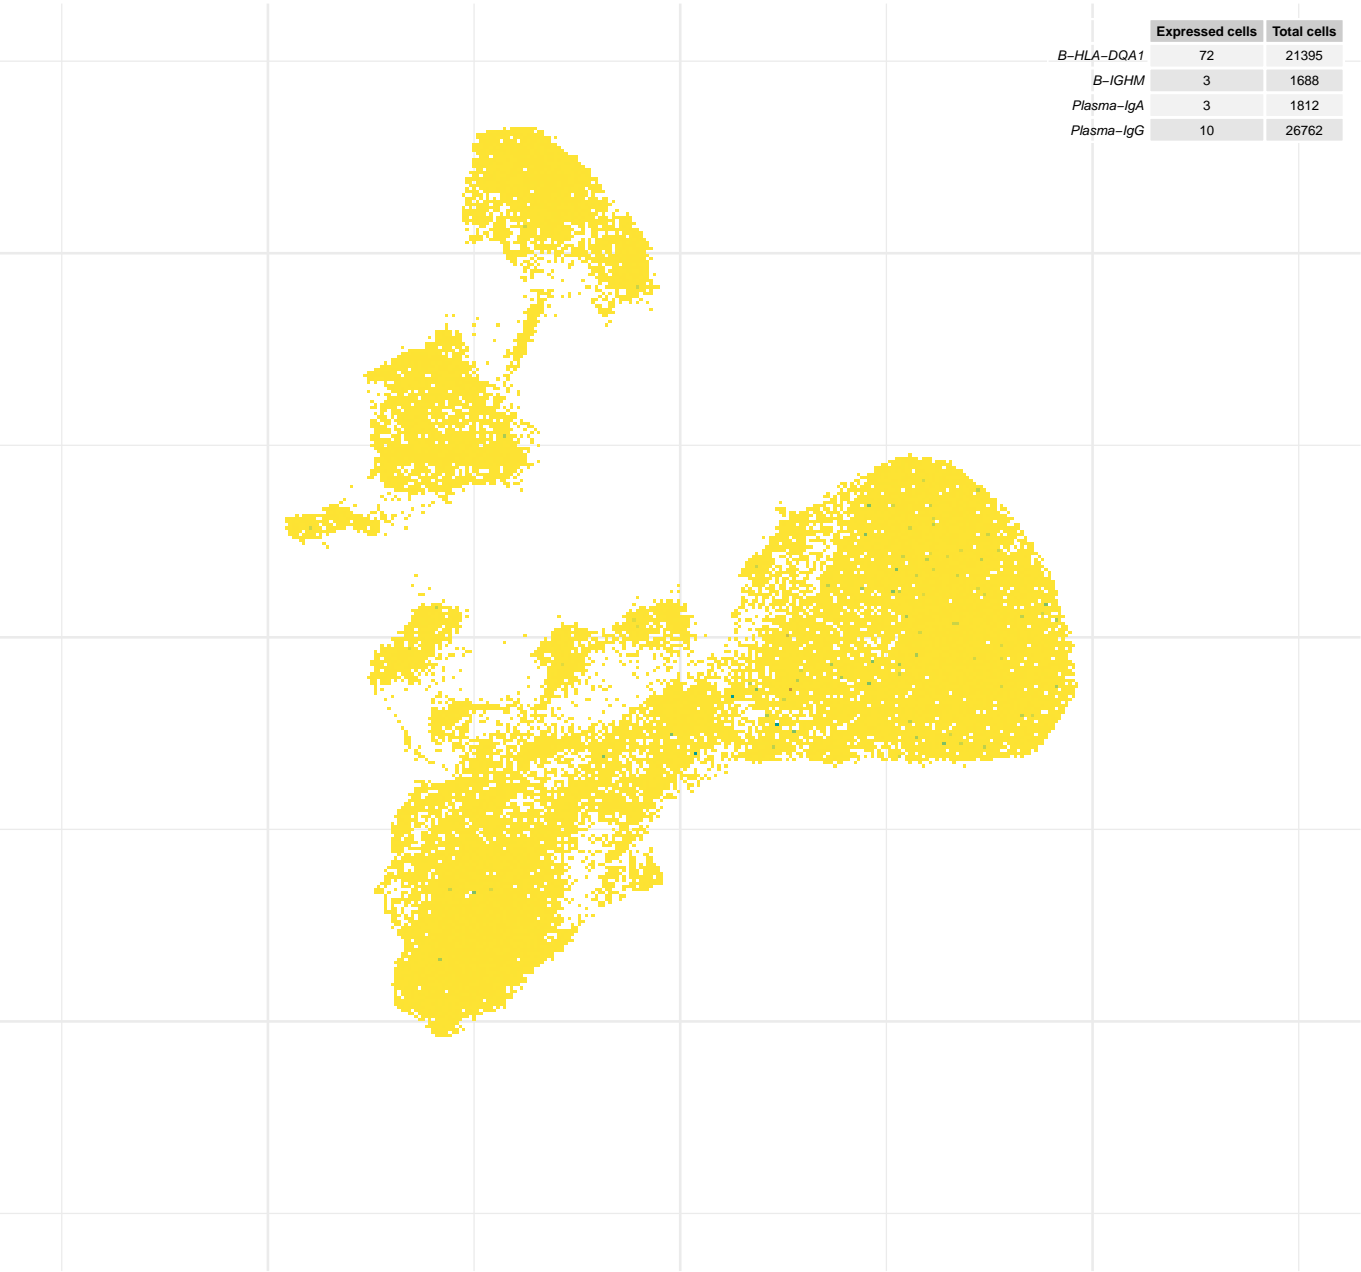 Expressed cells Total cells
B−HLA−DQA1 72 21395
B−IGHM 3 1688
Plasma−IgA 3 1812
Plasma−IgG 10 26762